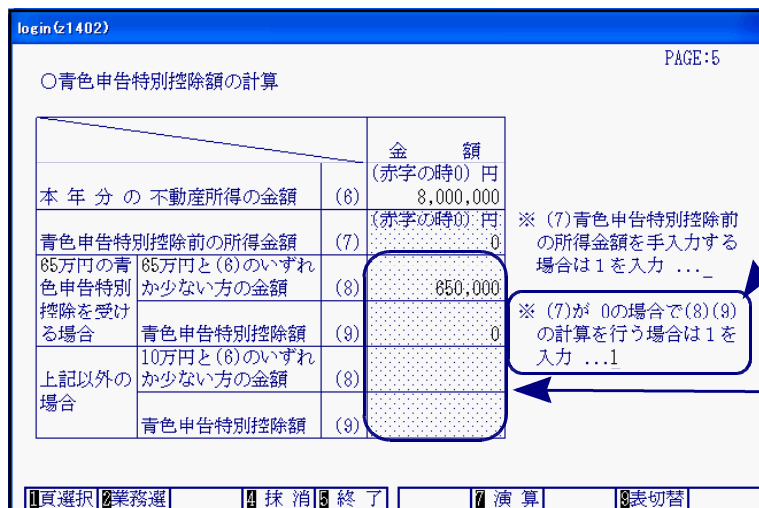 login(z1402)
PAGE:5
○青色申告特別控除額の計算
金 額
(赤字の時0) 円
本 年 分 の 不動産所得の金額 (6) 8,000,000
(赤字の時0) 円
青色申告特別控除前の所得金額 (7) 0
※ (7)青色申告特別控除前
の所得金額を手入力する
場合は1を入力 ..._
65万円の青
色申告特別
控除を受け
る場合
65万円と(6)のいずれ
か少ない方の金額 (8) 650,000
青色申告特別控除額 (9) 0
※ (7)が 0の場合で(8)(9)
の計算を行う場合は1を
入力 ...1
上記以外の
場合
10万円と(6)のいずれ
か少ない方の金額 (8)
青色申告特別控除額 (9)
1頁選択 2業務選 4抹 消 5終 了 7演 算 9表切替